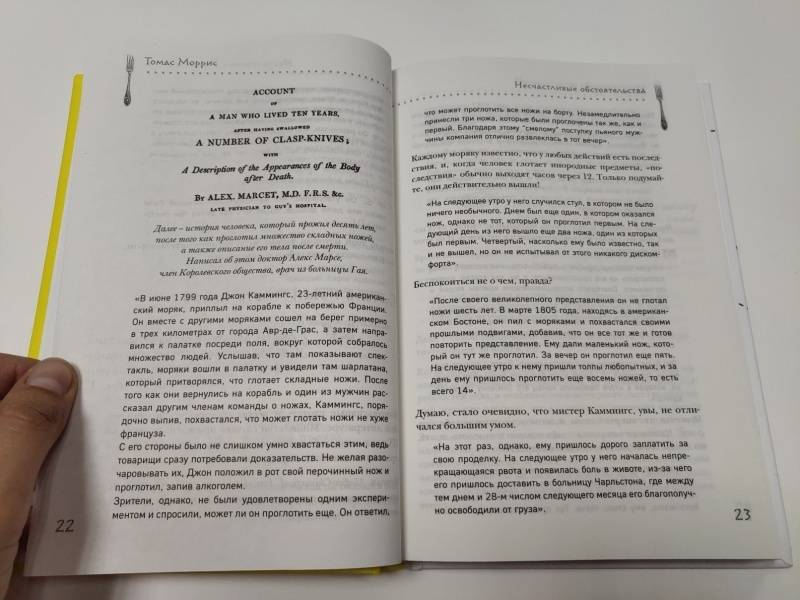 Томас Моррис
ACCOUNT
OF
A MAN WHO LIVED TEN YEARS,
AFTER HAVING SWALLOWED
A NUMBER OF CLASP-KNIVES;
WITH
A Description of the Appearances of the Body
after Death.
By ALEX. MARCET, M.D. F.R.S. &c.
LATE PHYSICIAN TO GUY'S HOSPITAL.
Далее – история человека, который прожил десять лет,
после того как проглотил множество складных ножей,
а также описание его тела после смерти.
Написал об этом доктор Алекс Марсе,
член Королевского общества, врач из больницы Гая.
«В июне 1799 года Джон Каммингс, 23-летний американ-
ский моряк, приплыл на корабле к побережью Франции.
Он вместе с другими моряками сошел на берег примерно
в трех километрах от города Авр-де-Грас, а затем напра-
вился к палатке посреди поля, вокруг которой собралось
множество людей. Услышав, что там показывают спек-
такль, моряки вошли в палатку и увидели там шарлатана,
который притворялся, что глотает складные ножи. После
того как они вернулись на корабль и один из мужчин рас-
сказал другим членам команды о ножах, Каммингс, поря-
дочно выпив, похвастался, что может глотать ножи не хуже
француза.
С его стороны было не слишком умно хвастаться этим, ведь
товарищи сразу потребовали доказательств. Не желая разо-
чаровывать их, Джон положил в рот свой перочинный нож и
проглотил, запив алкоголем.
Зрители, однако, не были удовлетворены одним экспери-
ментом и спросили, может ли он проглотить еще. Он ответил,
22
Несчастливые обстоятельства
что может проглотить все ножи на борту. Незамедлительно
принесли три ножа, которые были проглочены так же, как и
первый. Благодаря этому "смелому" поступку пьяного муж-
чины компания отлично развлеклась в тот вечер».
Каждому моряку известно, что у любых действий есть послед-
ствия, и, когда человек глотает инородные предметы, «по-
следствия» обычно выходят часов через 12. Только подумай-
те, они действительно вышли!
«На следующее утро у него случился стул, в котором не было
ничего необычного. Днем был еще один, в котором оказался
нож, однако не тот, который он проглотил первым. На сле-
дующий день из него вышло еще два ножа, один из которых
был первым. Четвертый, насколько ему было известно, так
и не вышел, но он не испытывал от этого никакого диском-
форта».
Беспокоиться не о чем, правда?
«После своего великолепного представления он не глотал
ножи шесть лет. В марте 1805 года, находясь в американ-
ском Бостоне, он пил с моряками и похвастался своими
прошлыми подвигами, добавив, что он все тот же и готов
повторить представление. Ему дали маленький нож, кото-
рый он тут же проглотил. За вечер он проглотил еще пять.
На следующее утро к нему пришли толпы любопытных, и за
день ему пришлось проглотить еще восемь ножей, то есть
всего 14».
Думаю, стало очевидно, что мистер Каммингс, увы, не отли-
чался большим умом.
«На этот раз, однако, ему пришлось дорого заплатить за
свою проделку. На следующее утро у него началась непре-
кращающаяся рвота и появилась боль в животе, из-за чего
его пришлось доставить в больницу Чарльстона, где между
тем днем и 28-м числом следующего месяца его благополуч-
но освободили от груза».
23